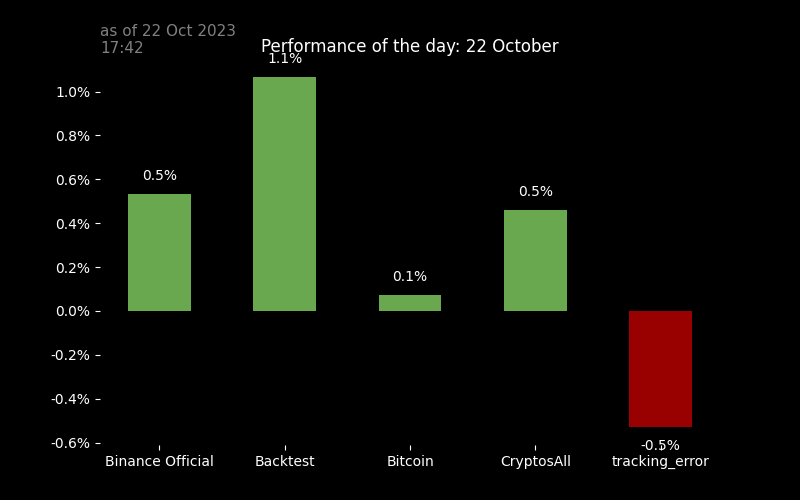 as of 22 Oct 2023
17:42
Performance of the day: 22 October
1.1%
1.0%
0.8%
0.6%
0.5%
0.5%
0.4%
0.2%
0.1%
0.0%
-0.2%
-0.4%
-0.6%
-0.5%
Binance Official
Backtest
Bitcoin
CryptosAll
tracking_error